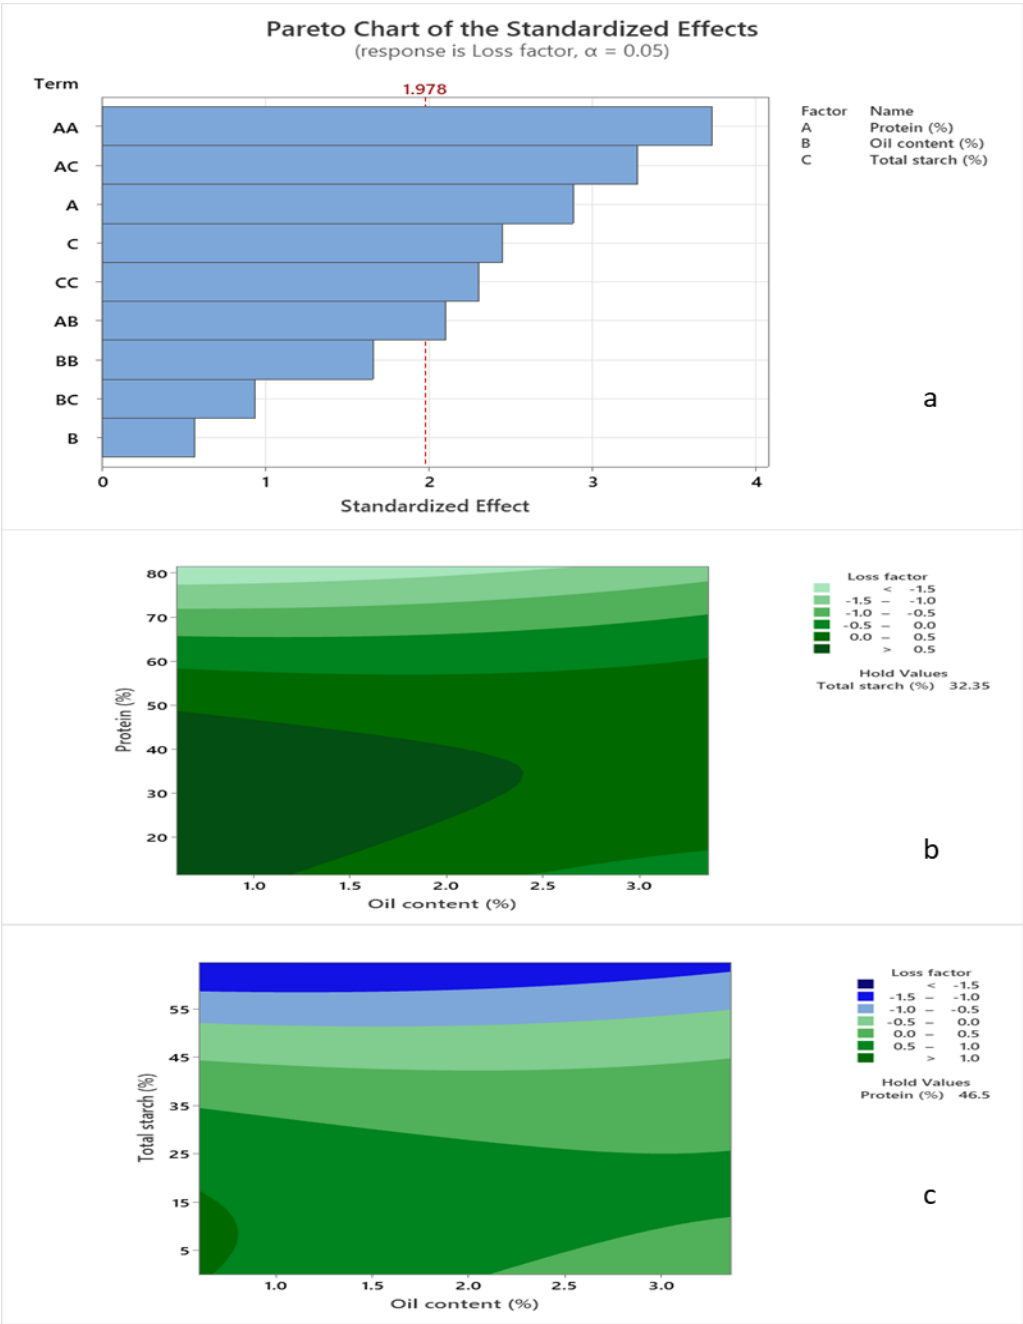 Pareto Chart of the Standardized Effects
(response is Loss factor, α = 0.05)
Term
1.978
AA
AC
A
C
CC
AB
BB
BC
B
0 1 2 3 4
Standardized Effect
Factor Name
A Protein (%)
B Oil content (%)
C Total starch (%)
a
80
70
60
50
40
30
20
Protein (%)
1.0 1.5 2.0 2.5 3.0
Oil content (%)
Loss factor
< -1.5
-1.5 – -1.0
-1.0 – -0.5
-0.5 – 0.0
0.0 – 0.5
> 0.5
Hold Values
Total starch (%) 32.35
b
55
45
35
25
15
5
Total starch (%)
1.0 1.5 2.0 2.5 3.0
Oil content (%)
Loss factor
< -1.5
-1.5 – -1.0
-1.0 – -0.5
-0.5 – 0.0
0.0 – 0.5
0.5 – 1.0
> 1.0
Hold Values
Protein (%) 46.5
c